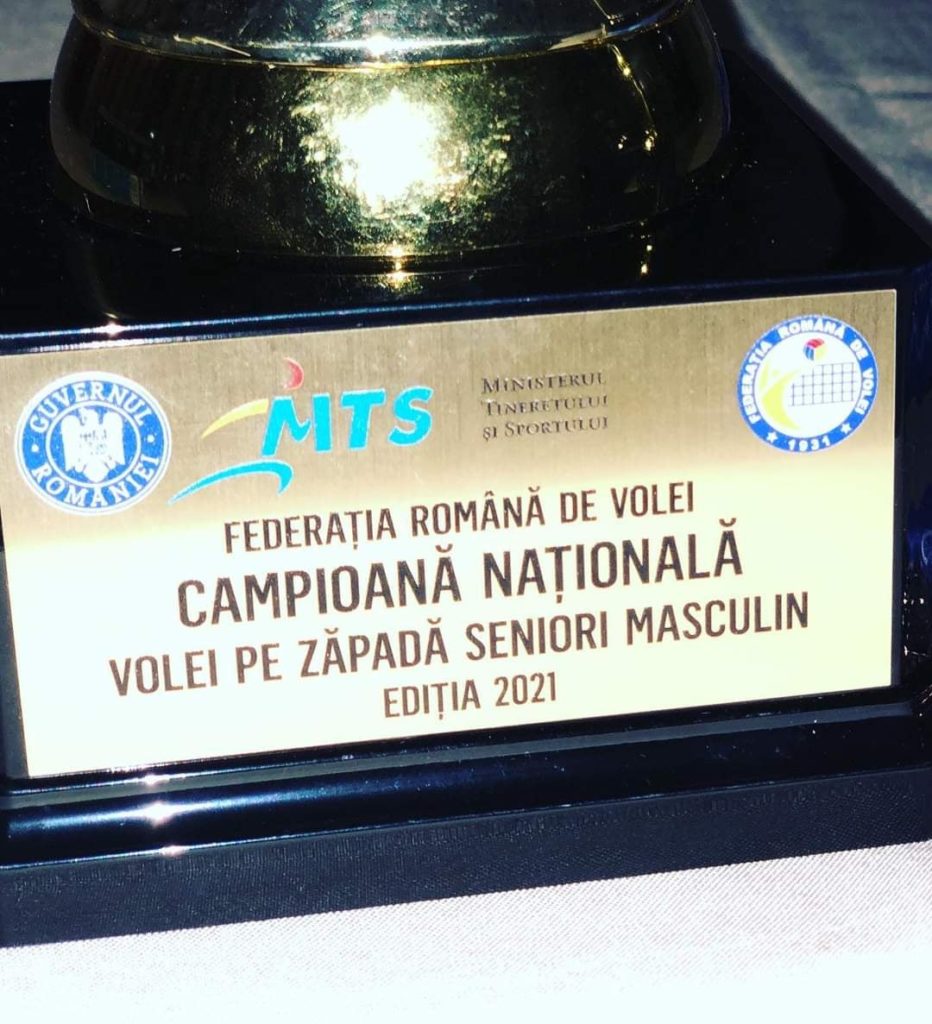 GUVERNUL
ROMÂNIEI
MTS
MINISTERUL
TINERETULUI
ȘI SPORTULUI
FEDERAȚIA ROMÂNĂ DE VOLEI
★ 1931 ★
FEDERAȚIA ROMÂNĂ DE VOLEI
CAMPIOANĂ NAȚIONALĂ
VOLEI PE ZĂPADĂ SENIORI MASCULIN
EDIȚIA 2021